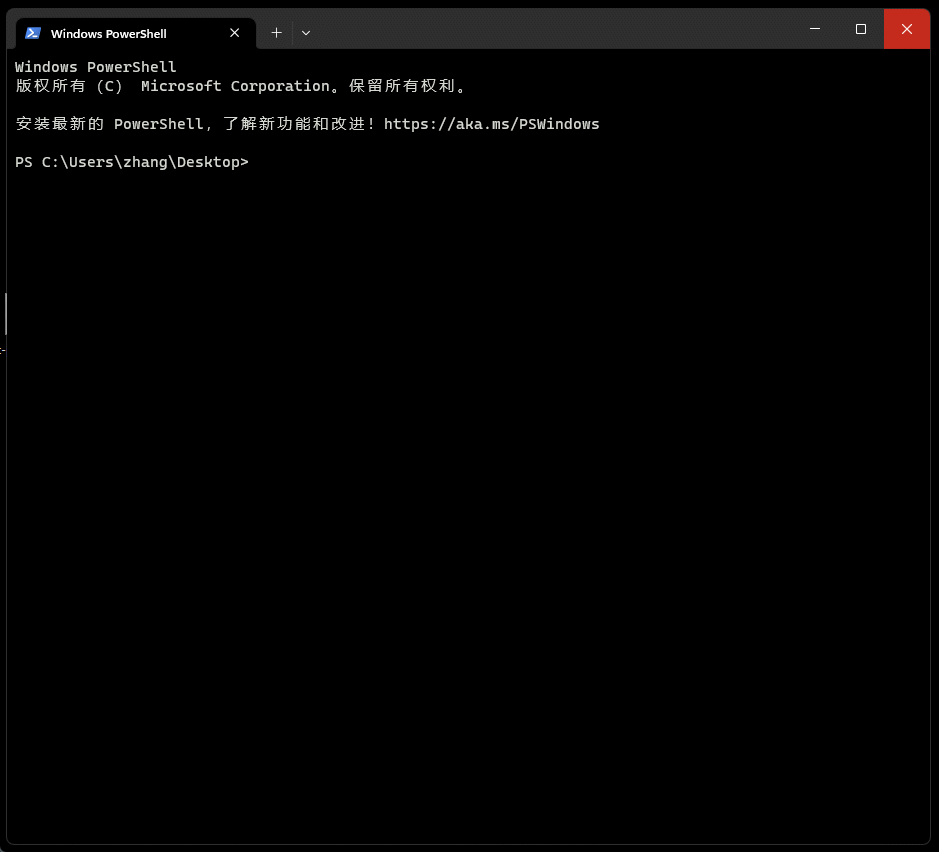 Windows PowerShell
Windows PowerShell
版权所有 (C)  Microsoft Corporation。保留所有权利。
安装最新的 PowerShell，了解新功能和改进！https://aka.ms/PSWindows
PS C:\Users\zhang\Desktop>